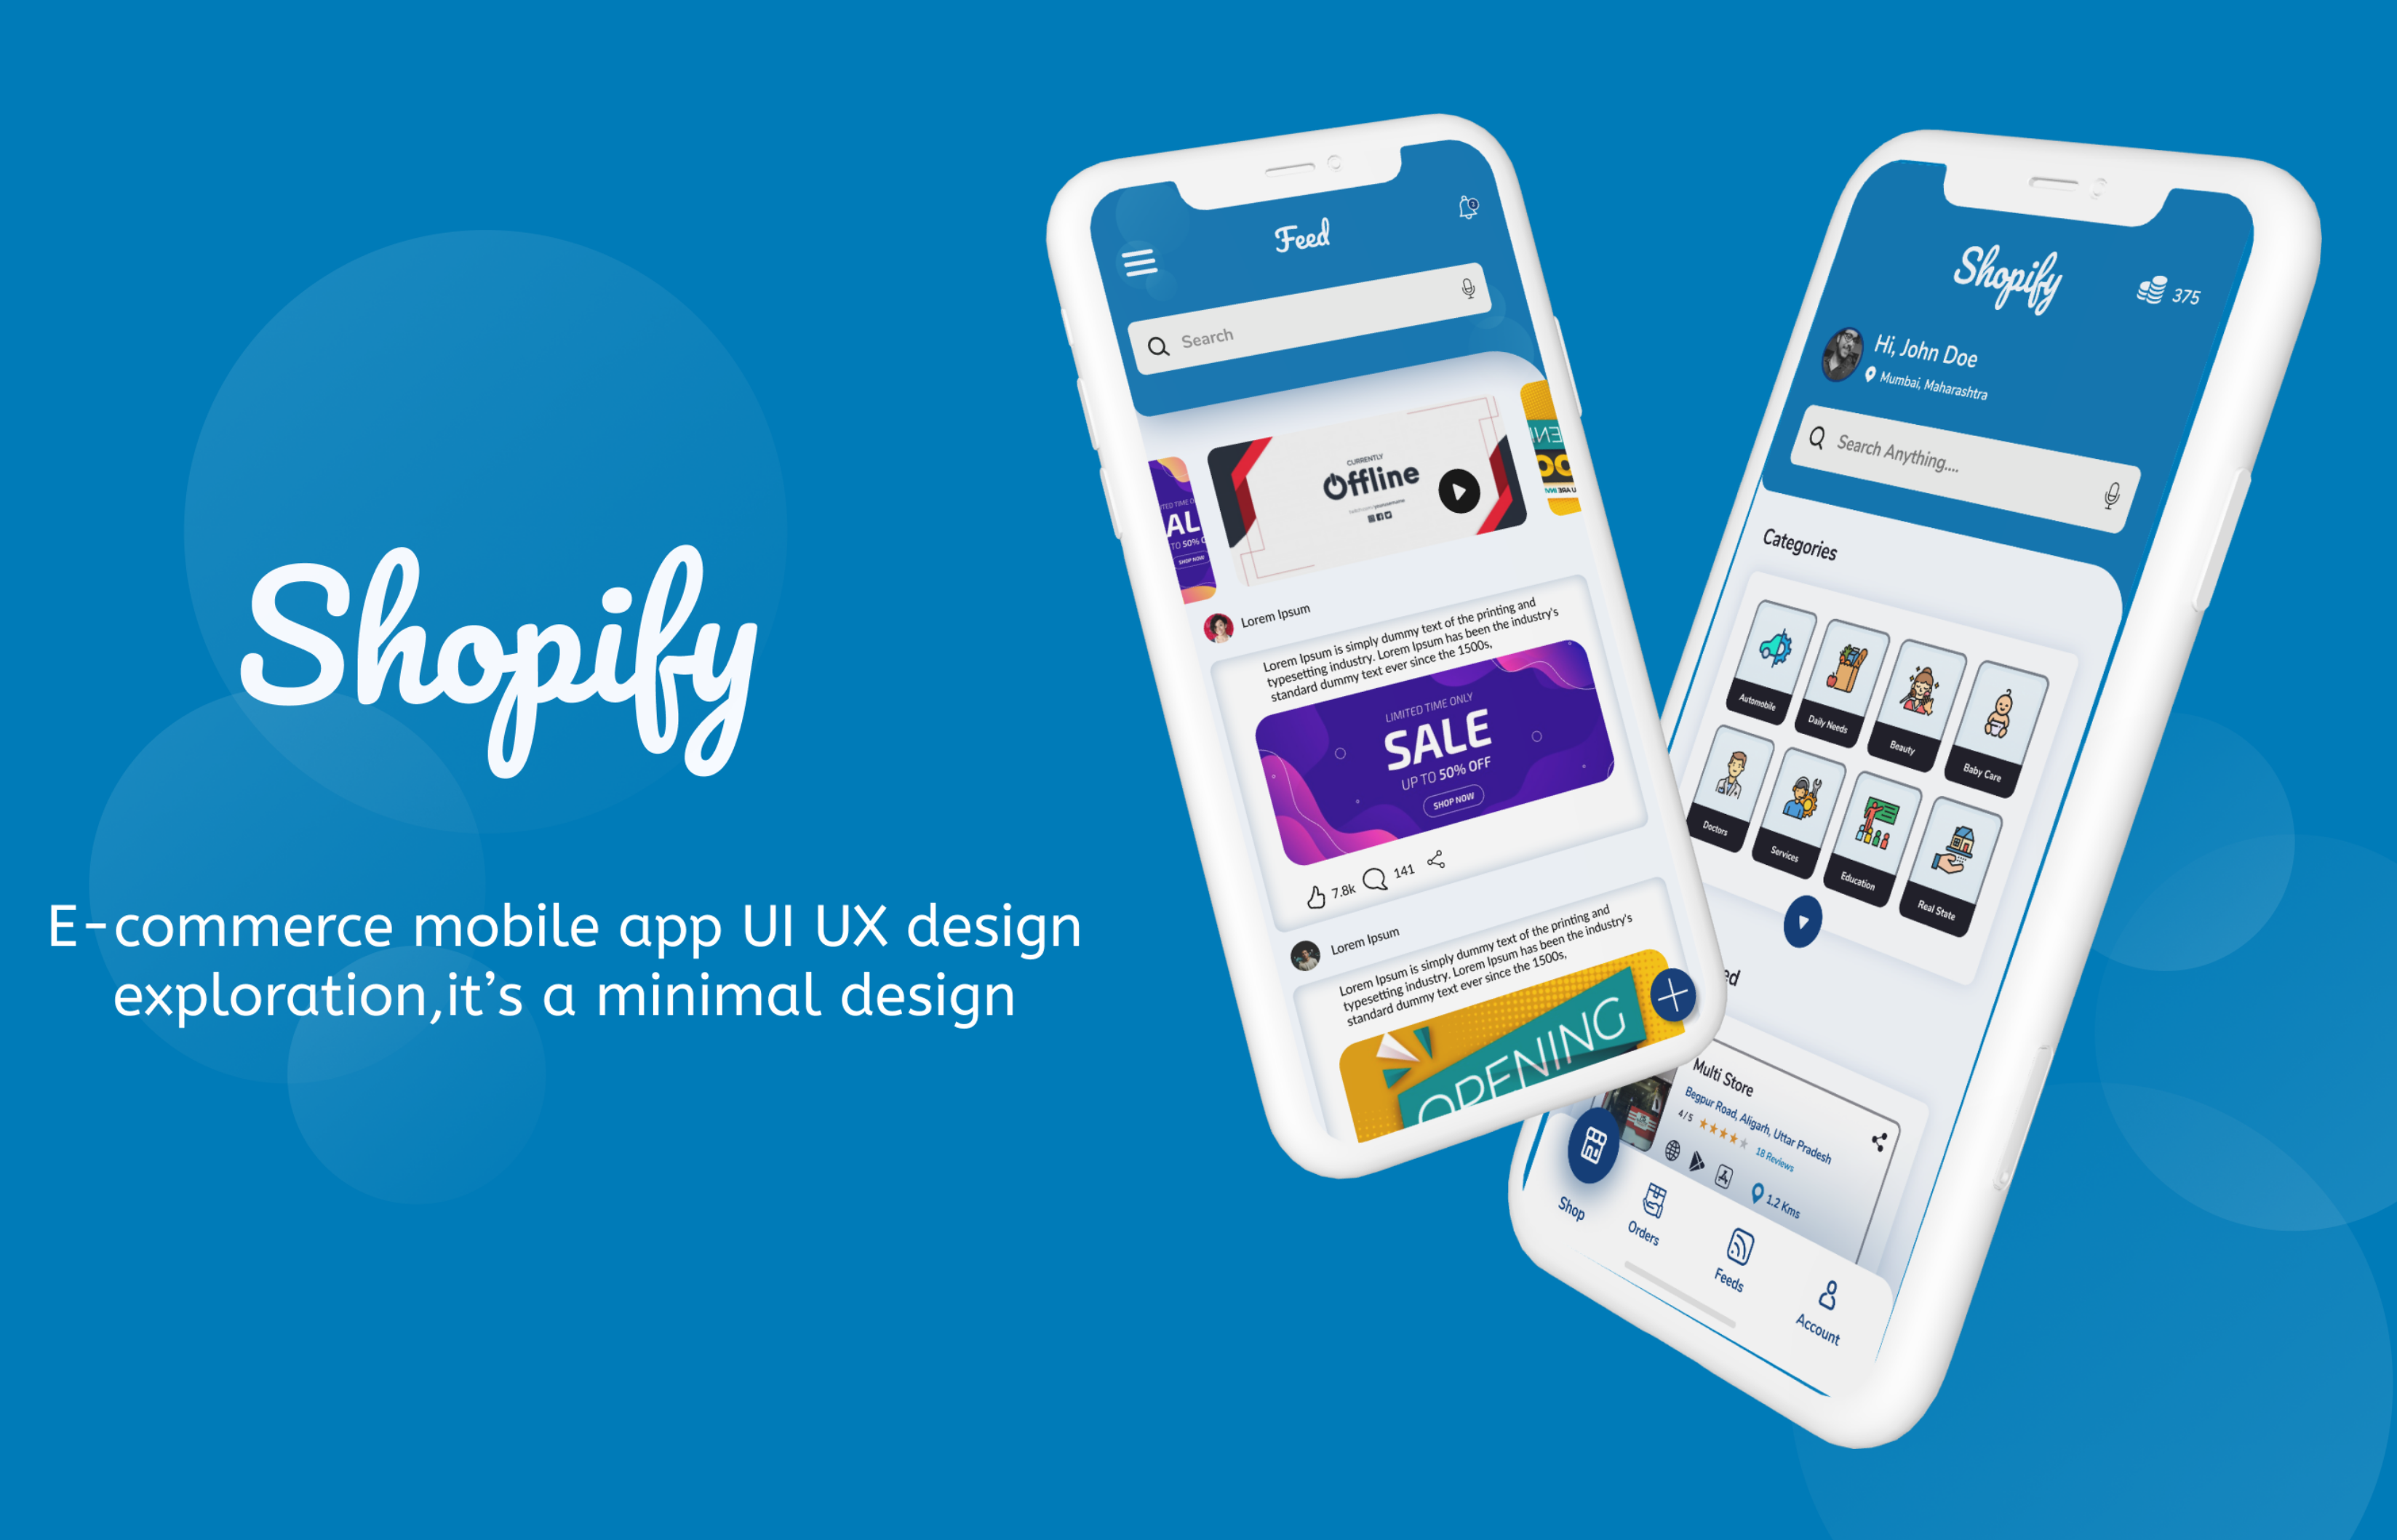 Shopify
E-commerce mobile app UI UX design
exploration,it's a minimal design
Feed
Search
AL
TO 50%
SHOP NOW
CURRENTLY
Offline
Lorem Ipsum
Lorem Ipsum is simply dummy text of the printing and
typesetting industry. Lorem Ipsum has been the industry's
standard dummy text ever since the 1500s,
LIMITED TIME ONLY
SALE
UP TO 50% OFF
SHOP NOW
7.8k
141
Lorem Ipsum
Lorem Ipsum is simply dummy text of the printing and
typesetting industry. Lorem Ipsum has been the industry's
standard dummy text ever since the 1500s,
OPENING
Shopify
375
Hi, John Doe
Mumbai, Maharashtra
Search Anything....
Categories
Automobile
Daily Needs
Beauty
Baby Care
Doctors
Services
Education
Real State
ed
Multi Store
Begpur Road, Aligarh, Uttar Pradesh
4/5
18 Reviews
1.2 Kms
Shop
Orders
Feeds
Account